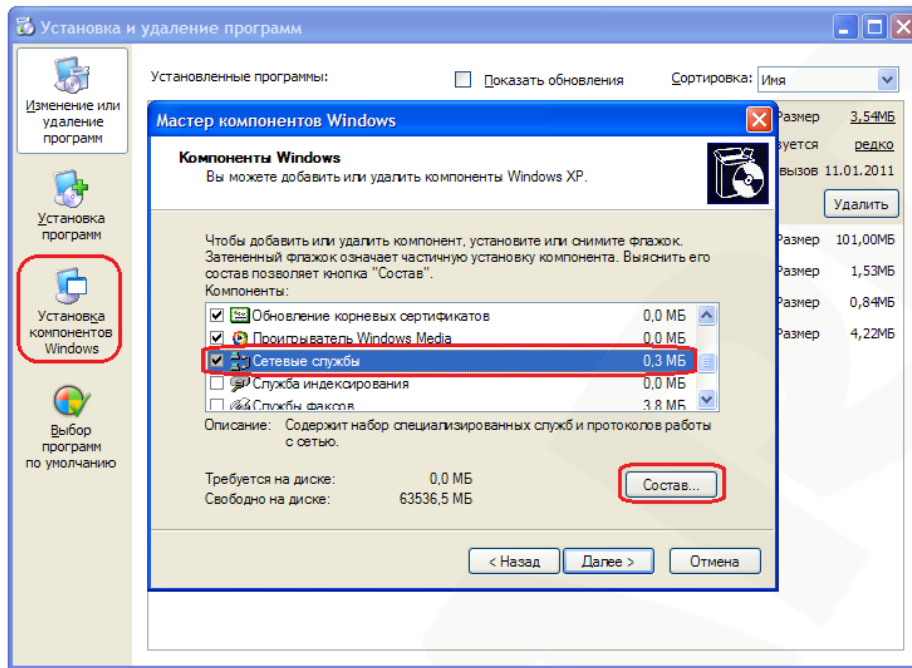 Установка и удаление программ
Изменение или
удаление
программ
Установка
программ
Установка
компонентов
Windows
Выбор
программ
по умолчанию
Установленные программы:
Показать обновления
Сортировка: Имя
Размер 3,54МБ
зуется редко
вызов 11.01.2011
Удалить
Размер 101,00МБ
Размер 1,53МБ
Размер 0,84МБ
Размер 4,22МБ
Мастер компонентов Windows
Компоненты Windows
Вы можете добавить или удалить компоненты Windows XP.
Чтобы добавить или удалить компонент, установите или снимите флажок.
Затененный флажок означает частичную установку компонента. Выяснить его
состав позволяет кнопка "Состав".
Компоненты:
Обновление корневых сертификатов 0,0 МБ
Проигрыватель Windows Media 0,0 МБ
Сетевые службы 0,3 МБ
Служба индексирования 0,0 МБ
Службы факсов 3,8 МБ
Описание: Содержит набор специализированных служб и протоколов работы
с сетью.
Требуется на диске: 0,0 МБ
Свободно на диске: 63536,5 МБ
Состав...
< Назад Далее > Отмена